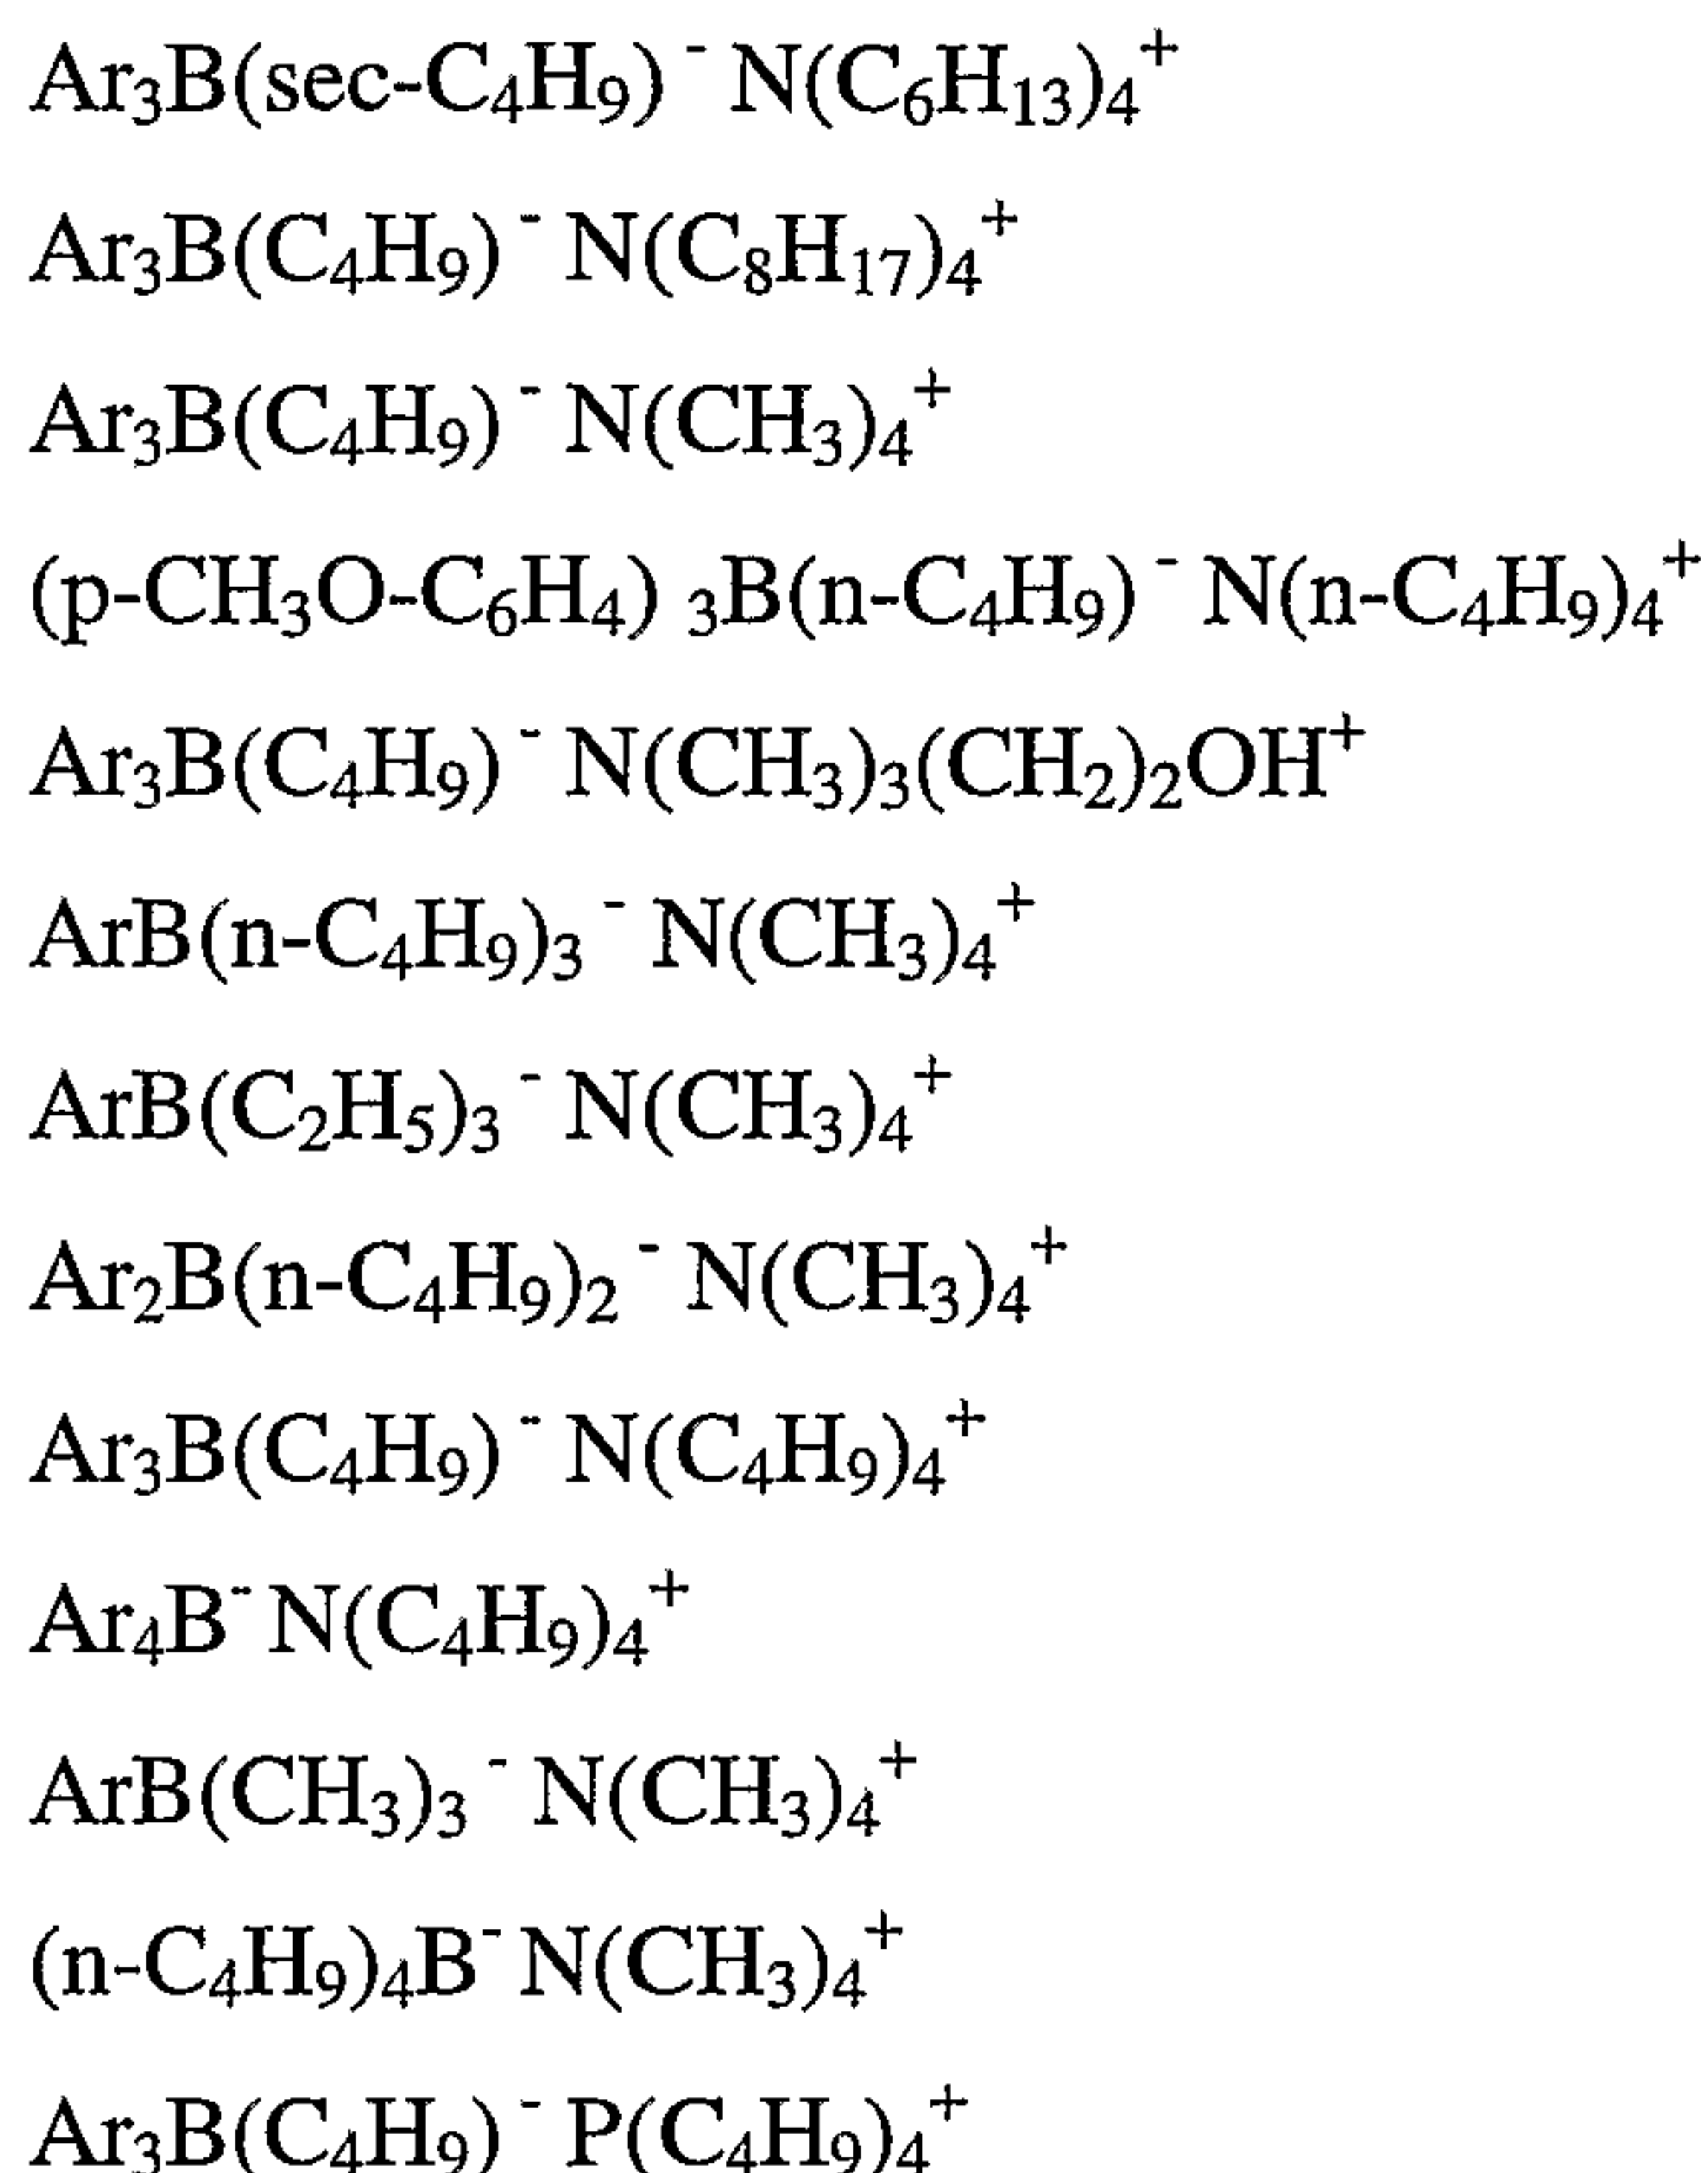 Ar₃B(sec-C₄H₉)⁻ N(C₆H₁₃)₄⁺
Ar₃B(C₄H₉)⁻ N(C₈H₁₇)₄⁺
Ar₃B(C₄H₉)⁻ N(CH₃)₄⁺
(p-CH₃O-C₆H₄) ₃B(n-C₄H₉)⁻ N(n-C₄H₉)₄⁺
Ar₃B(C₄H₉)⁻ N(CH₃)₃(CH₂)₂OH⁺
ArB(n-C₄H₉)₃ ⁻ N(CH₃)₄⁺
ArB(C₂H₅)₃ ⁻ N(CH₃)₄⁺
Ar₂B(n-C₄H₉)₂ ⁻ N(CH₃)₄⁺
Ar₃B(C₄H₉)⁻ N(C₄H₉)₄⁺
Ar₄B⁻ N(C₄H₉)₄⁺
ArB(CH₃)₃ ⁻ N(CH₃)₄⁺
(n-C₄H₉)₄B⁻ N(CH₃)₄⁺
Ar₃B(C₄H₉)⁻ P(C₄H₉)₄⁺